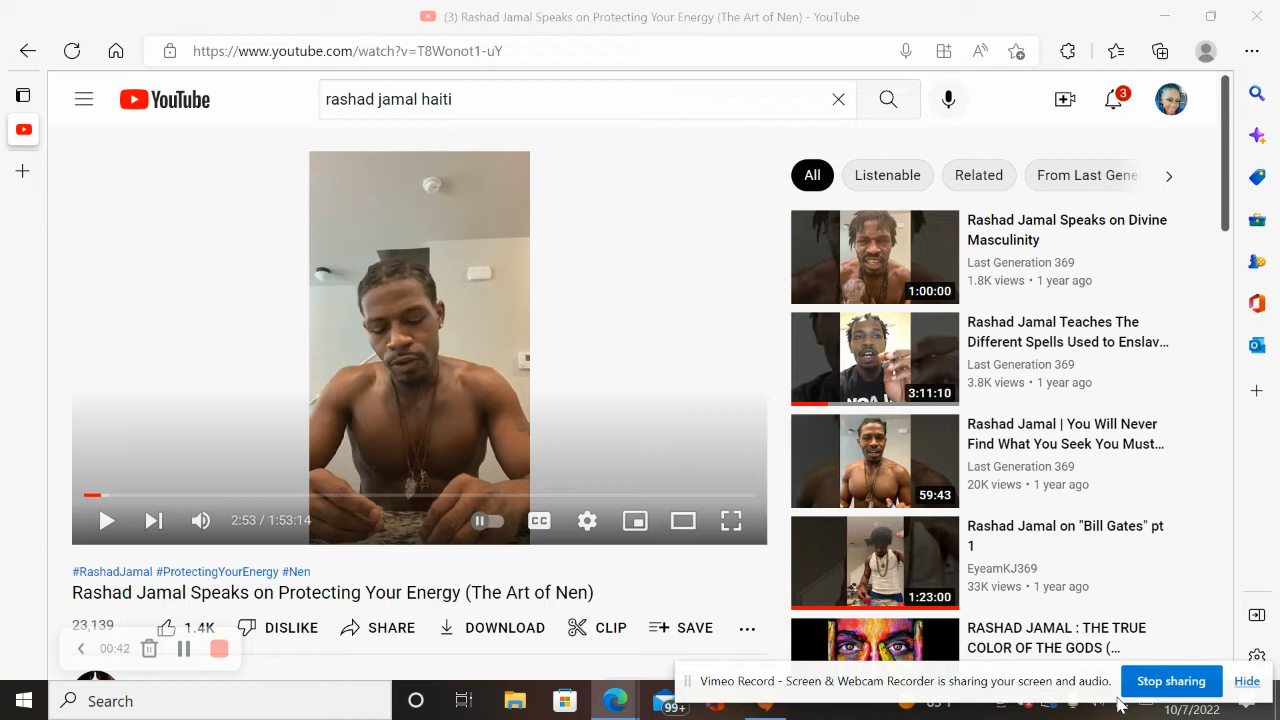 (3) Rashad Jamal Speaks on Protecting Your Energy (The Art of Nen) - YouTube
https://www.youtube.com/watch?v=T8Wonot1-uY
YouTube
rashad jamal haiti
3
All
Listenable
Related
From Last Gene
Rashad Jamal Speaks on Divine
Masculinity
Last Generation 369
1.8K views • 1 year ago
1:00:00
Rashad Jamal Teaches The
Different Spells Used to Enslav...
Last Generation 369
3.8K views • 1 year ago
3:11:10
Rashad Jamal | You Will Never
Find What You Seek You Must...
Last Generation 369
20K views • 1 year ago
59:43
Rashad Jamal on "Bill Gates" pt
1
EyeamKJ369
33K views • 1 year ago
1:23:00
RASHAD JAMAL : THE TRUE
COLOR OF THE GODS (...
2:53 / 1:53:14
CC
#RashadJamal #ProtectingYourEnergy #Nen
Rashad Jamal Speaks on Protecting Your Energy (The Art of Nen)
23,139
1.4K
DISLIKE
SHARE
DOWNLOAD
CLIP
SAVE
00:42
Vimeo Record - Screen & Webcam Recorder is sharing your screen and audio.
Stop sharing
Hide
Search
99+
10/7/2022